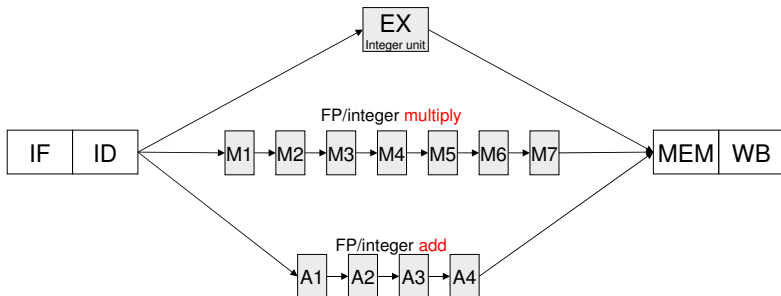 EX
Integer unit
FP/integer multiply
IF ID M1 M2 M3 M4 M5 M6 M7 MEM WB
FP/integer add
A1 A2 A3 A4